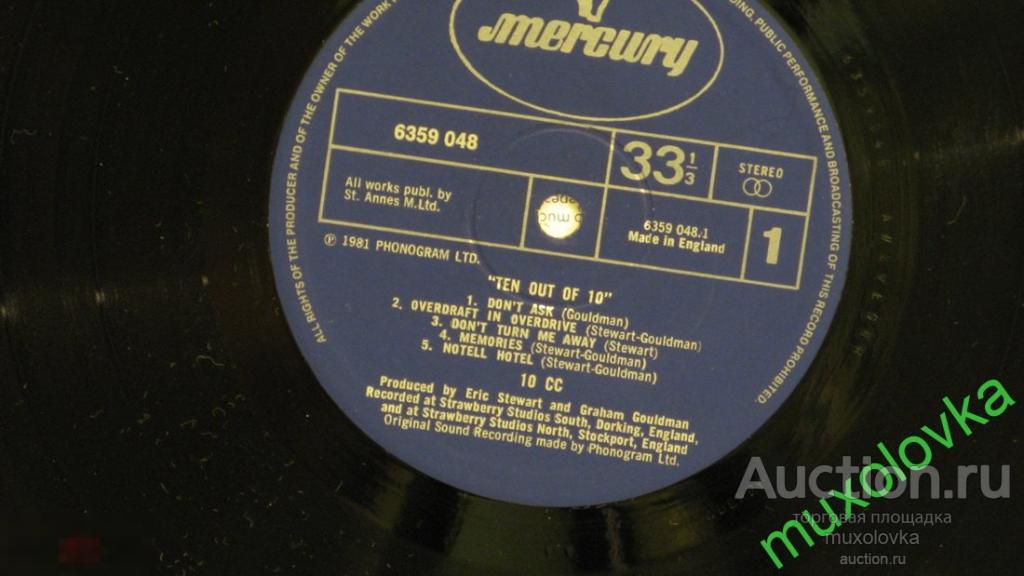 ALL RIGHTS OF THE PRODUCER AND OF THE OWNER OF THE WORK
PUBLIC PERFORMANCE AND BROADCASTING OF THIS RECORD PROHIBITED.
mercury
6359 048
33 1/3
STEREO
All works publ. by
St. Annes M.Ltd.
6359 048.1
Made in England
1
℗ 1981 PHONOGRAM LTD.
"TEN OUT OF 10"
1. DON'T ASK (Gouldman)
2. OVERDRAFT IN OVERDRIVE (Stewart-Gouldman)
3. DON'T TURN ME AWAY (Stewart)
4. MEMORIES (Stewart-Gouldman)
5. NOTELL HOTEL (Stewart-Gouldman)
10 CC
Produced by Eric Stewart and Graham Gouldman
Recorded at Strawberry Studios South, Dorking, England,
and at Strawberry Studios North, Stockport, England
Original Sound Recording made by Phonogram Ltd.
muxolovka
Auction.ru
торговая площадка
muxolovka
auction.ru